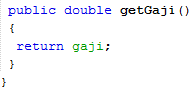 public double getGaji()
{
return gaji;
}
}